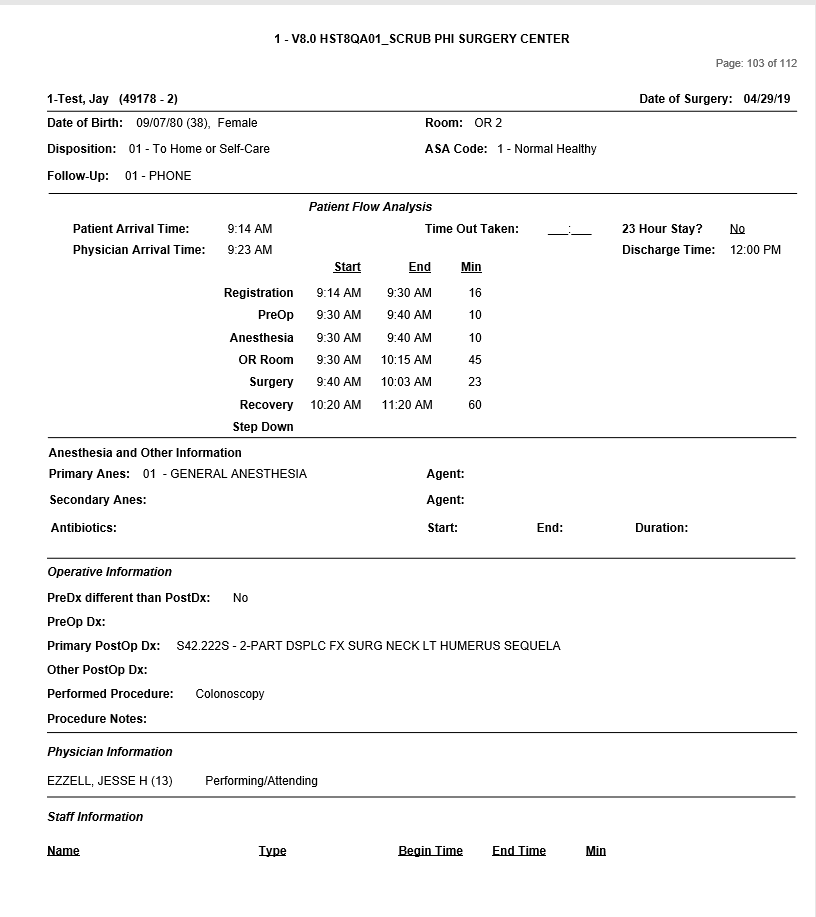 1 - V8.0 HST8QA01_SCRUB PHI SURGERY CENTER
Page: 103 of 112
1-Test, Jay (49178 - 2) Date of Surgery: 04/29/19
Date of Birth: 09/07/80 (38), Female Room: OR 2
Disposition: 01 - To Home or Self-Care ASA Code: 1 - Normal Healthy
Follow-Up: 01 - PHONE
Patient Flow Analysis
Patient Arrival Time: 9:14 AM Time Out Taken: ___:___ 23 Hour Stay? No
Physician Arrival Time: 9:23 AM Discharge Time: 12:00 PM
Start End Min
Registration 9:14 AM 9:30 AM 16
PreOp 9:30 AM 9:40 AM 10
Anesthesia 9:30 AM 9:40 AM 10
OR Room 9:30 AM 10:15 AM 45
Surgery 9:40 AM 10:03 AM 23
Recovery 10:20 AM 11:20 AM 60
Step Down
Anesthesia and Other Information
Primary Anes: 01 - GENERAL ANESTHESIA Agent:
Secondary Anes: Agent:
Antibiotics: Start: End: Duration:
Operative Information
PreDx different than PostDx: No
PreOp Dx:
Primary PostOp Dx: S42.222S - 2-PART DSPLC FX SURG NECK LT HUMERUS SEQUELA
Other PostOp Dx:
Performed Procedure: Colonoscopy
Procedure Notes:
Physician Information
EZZELL, JESSE H (13) Performing/Attending
Staff Information
Name Type Begin Time End Time Min